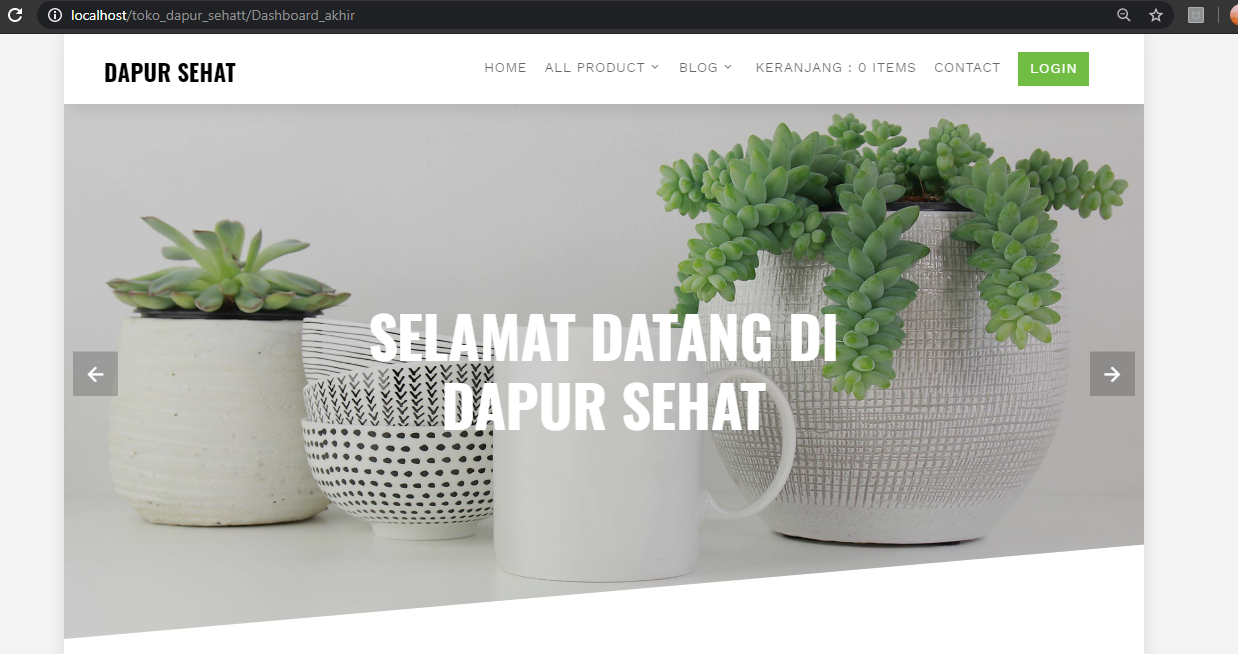 localhost/toko_dapur_sehatt/Dashboard_akhir
DAPUR SEHAT
HOME ALL PRODUCT BLOG KERANJANG : 0 ITEMS CONTACT LOGIN
SELAMAT DATANG DI
DAPUR SEHAT